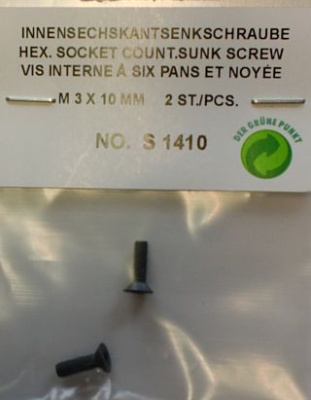 INNENSECHSKANTSENKSCHRAUBE
HEX. SOCKET COUNT.SUNK SCREW
VIS INTERNE À SIX PANS ET NOYÉE
M 3 X 10 MM 2 ST./PCS.
NO. S 1410
DER GRÜNE PUNKT